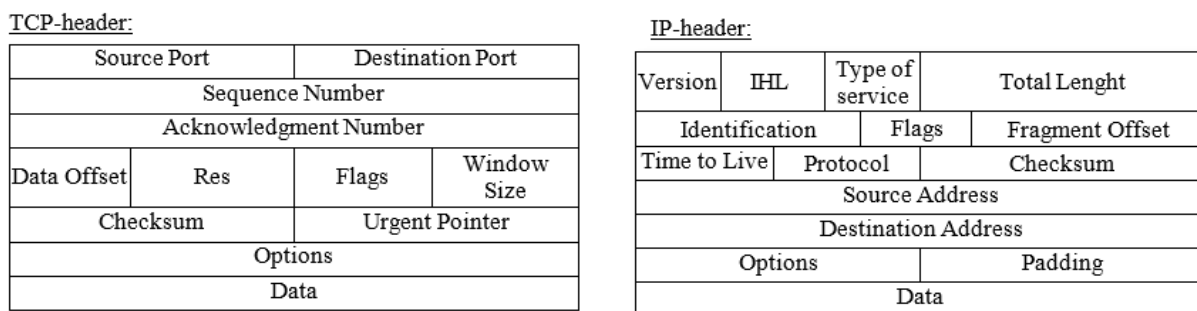 TCP-header:
Source Port Destination Port
Sequence Number
Acknowledgment Number
Data Offset Res Flags Window Size
Checksum Urgent Pointer
Options
Data
IP-header:
Version IHL Type of service Total Lenght
Identification Flags Fragment Offset
Time to Live Protocol Checksum
Source Address
Destination Address
Options Padding
Data